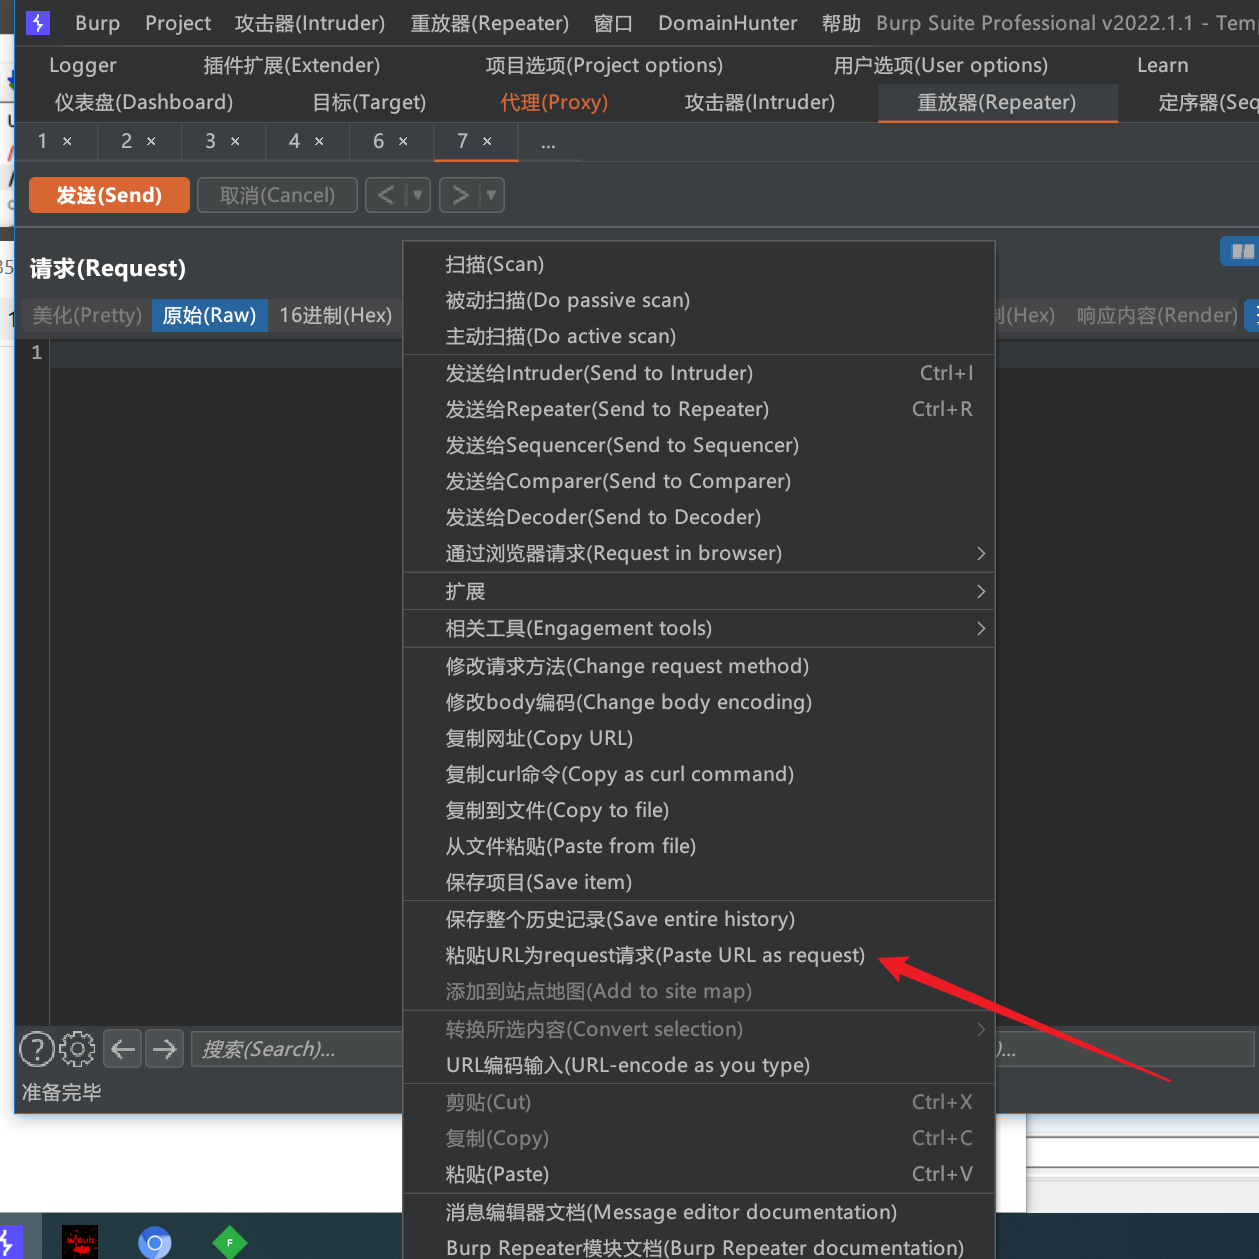 Burp Project 攻击器(Intruder) 重放器(Repeater) 窗口 DomainHunter 帮助 Burp Suite Professional v2022.1.1 - Tem
Logger 插件扩展(Extender) 项目选项(Project options) 用户选项(User options) Learn
仪表盘(Dashboard) 目标(Target) 代理(Proxy) 攻击器(Intruder) 重放器(Repeater) 定序器(Seq
1 × 2 × 3 × 4 × 6 × 7 × ...
发送(Send) 取消(Cancel) < ▼ > ▼
请求(Request)
美化(Pretty) 原始(Raw) 16进制(Hex) (Hex) 响应内容(Render)
1
扫描(Scan)
被动扫描(Do passive scan)
主动扫描(Do active scan)
发送给Intruder(Send to Intruder) Ctrl+I
发送给Repeater(Send to Repeater) Ctrl+R
发送给Sequencer(Send to Sequencer)
发送给Comparer(Send to Comparer)
发送给Decoder(Send to Decoder)
通过浏览器请求(Request in browser)
扩展
相关工具(Engagement tools)
修改请求方法(Change request method)
修改body编码(Change body encoding)
复制网址(Copy URL)
复制curl命令(Copy as curl command)
复制到文件(Copy to file)
从文件粘贴(Paste from file)
保存项目(Save item)
保存整个历史记录(Save entire history)
粘贴URL为request请求(Paste URL as request)
添加到站点地图(Add to site map)
转换所选内容(Convert selection)
URL编码输入(URL-encode as you type)
剪贴(Cut) Ctrl+X
复制(Copy) Ctrl+C
粘贴(Paste) Ctrl+V
消息编辑器文档(Message editor documentation)
Burp Repeater模块文档(Burp Repeater documentation)
? 搜索(Search)... )...
准备完毕
F